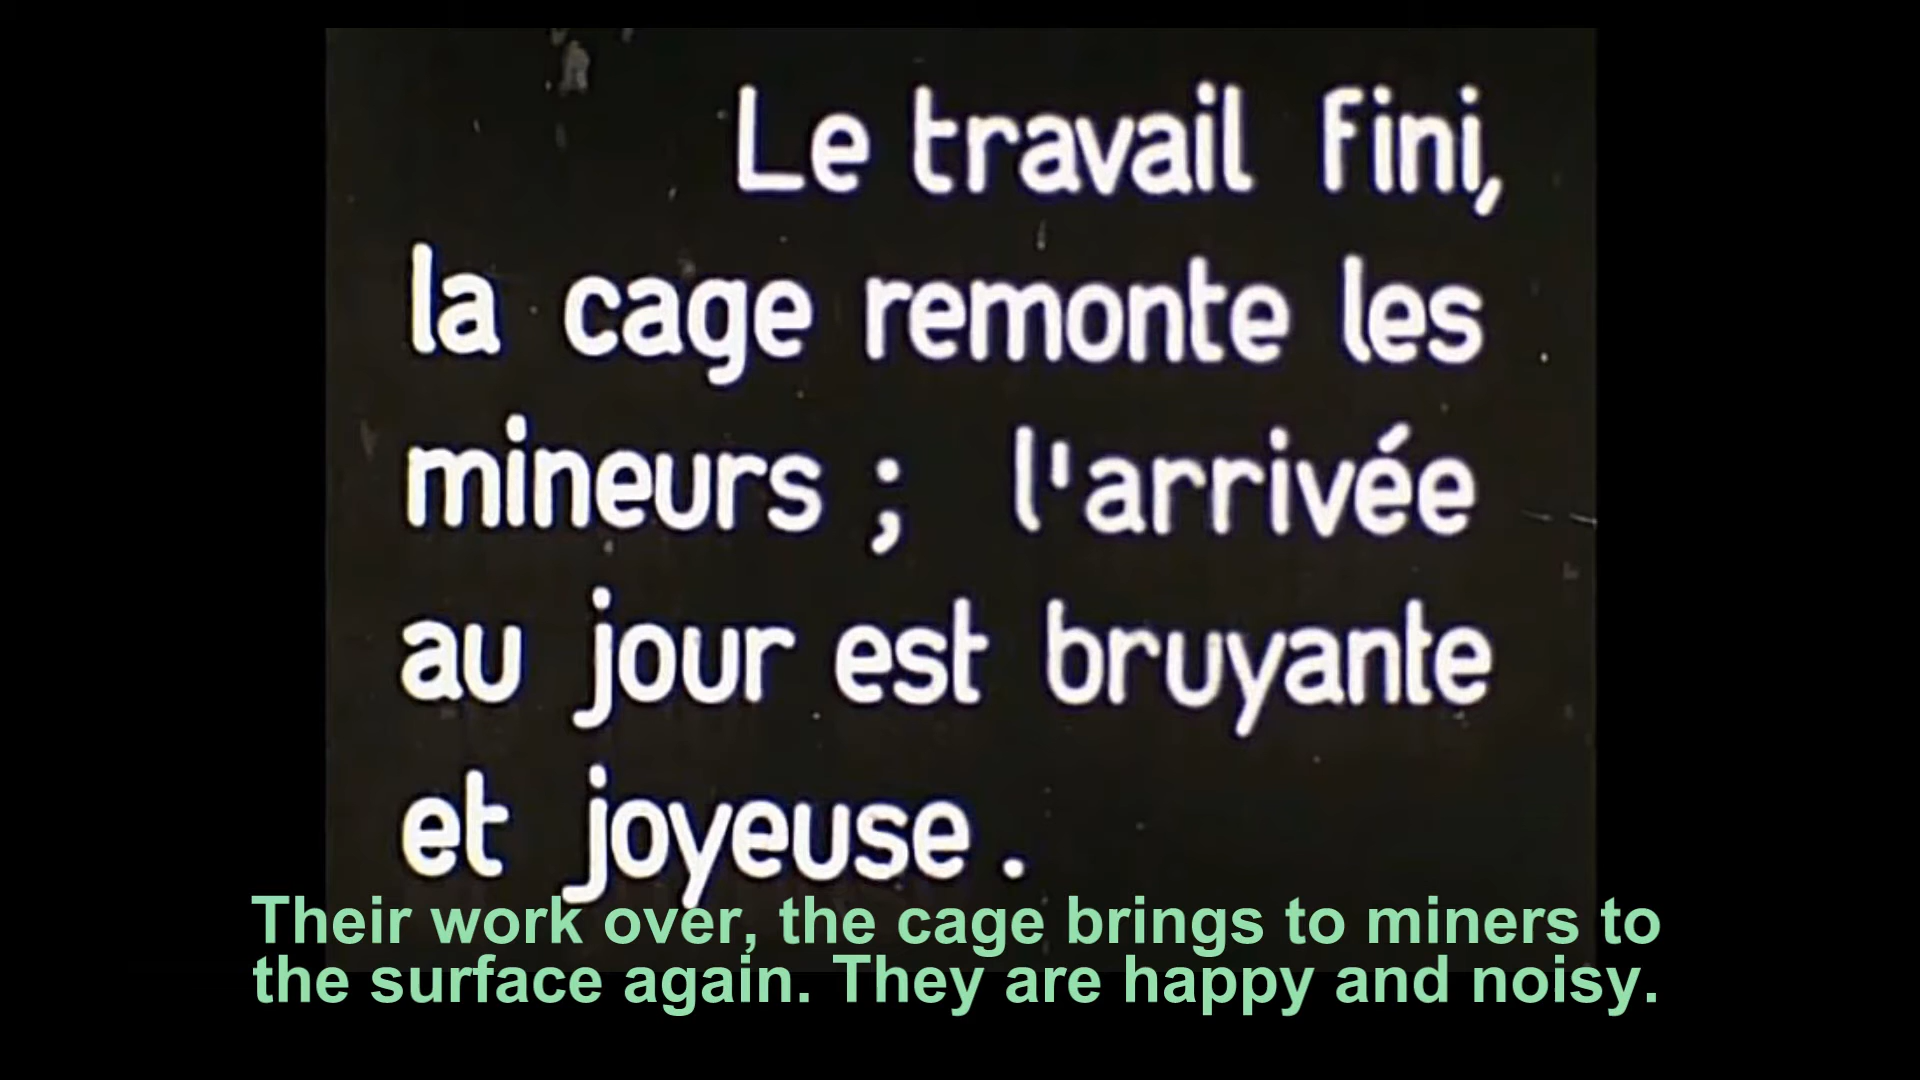 Le travail fini,
la cage remonte les
mineurs ; l'arrivée
au jour est bruyante
et joyeuse.
Their work over, the cage brings to miners to
the surface again. They are happy and noisy.